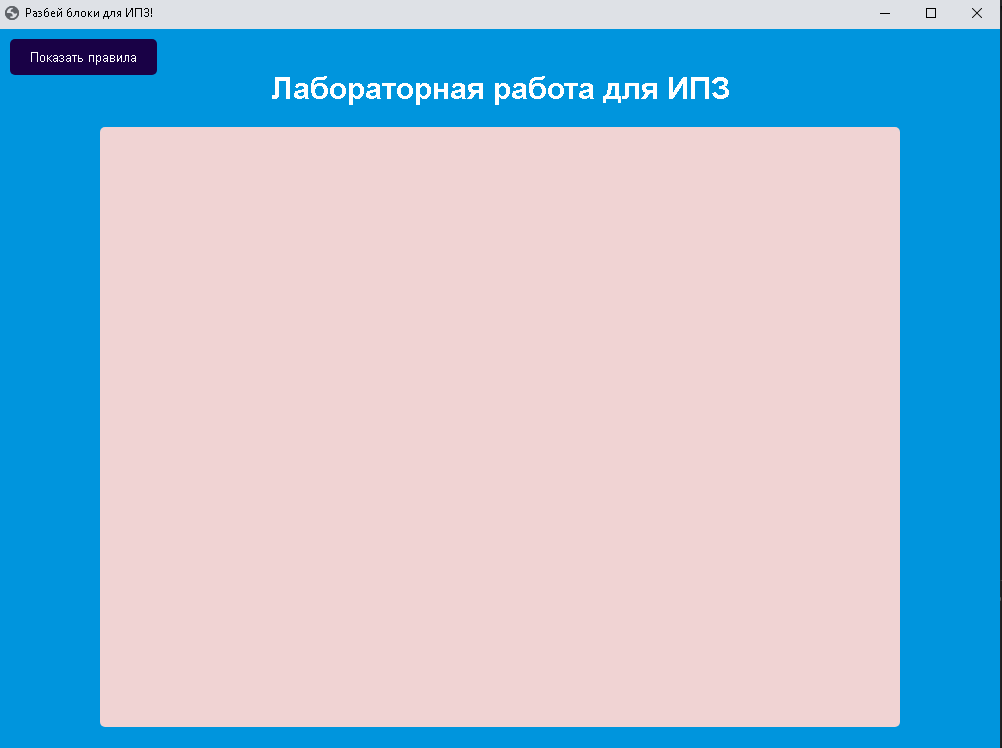 Разбей блоки для ИПЗ!
Показать правила
Лабораторная работа для ИПЗ